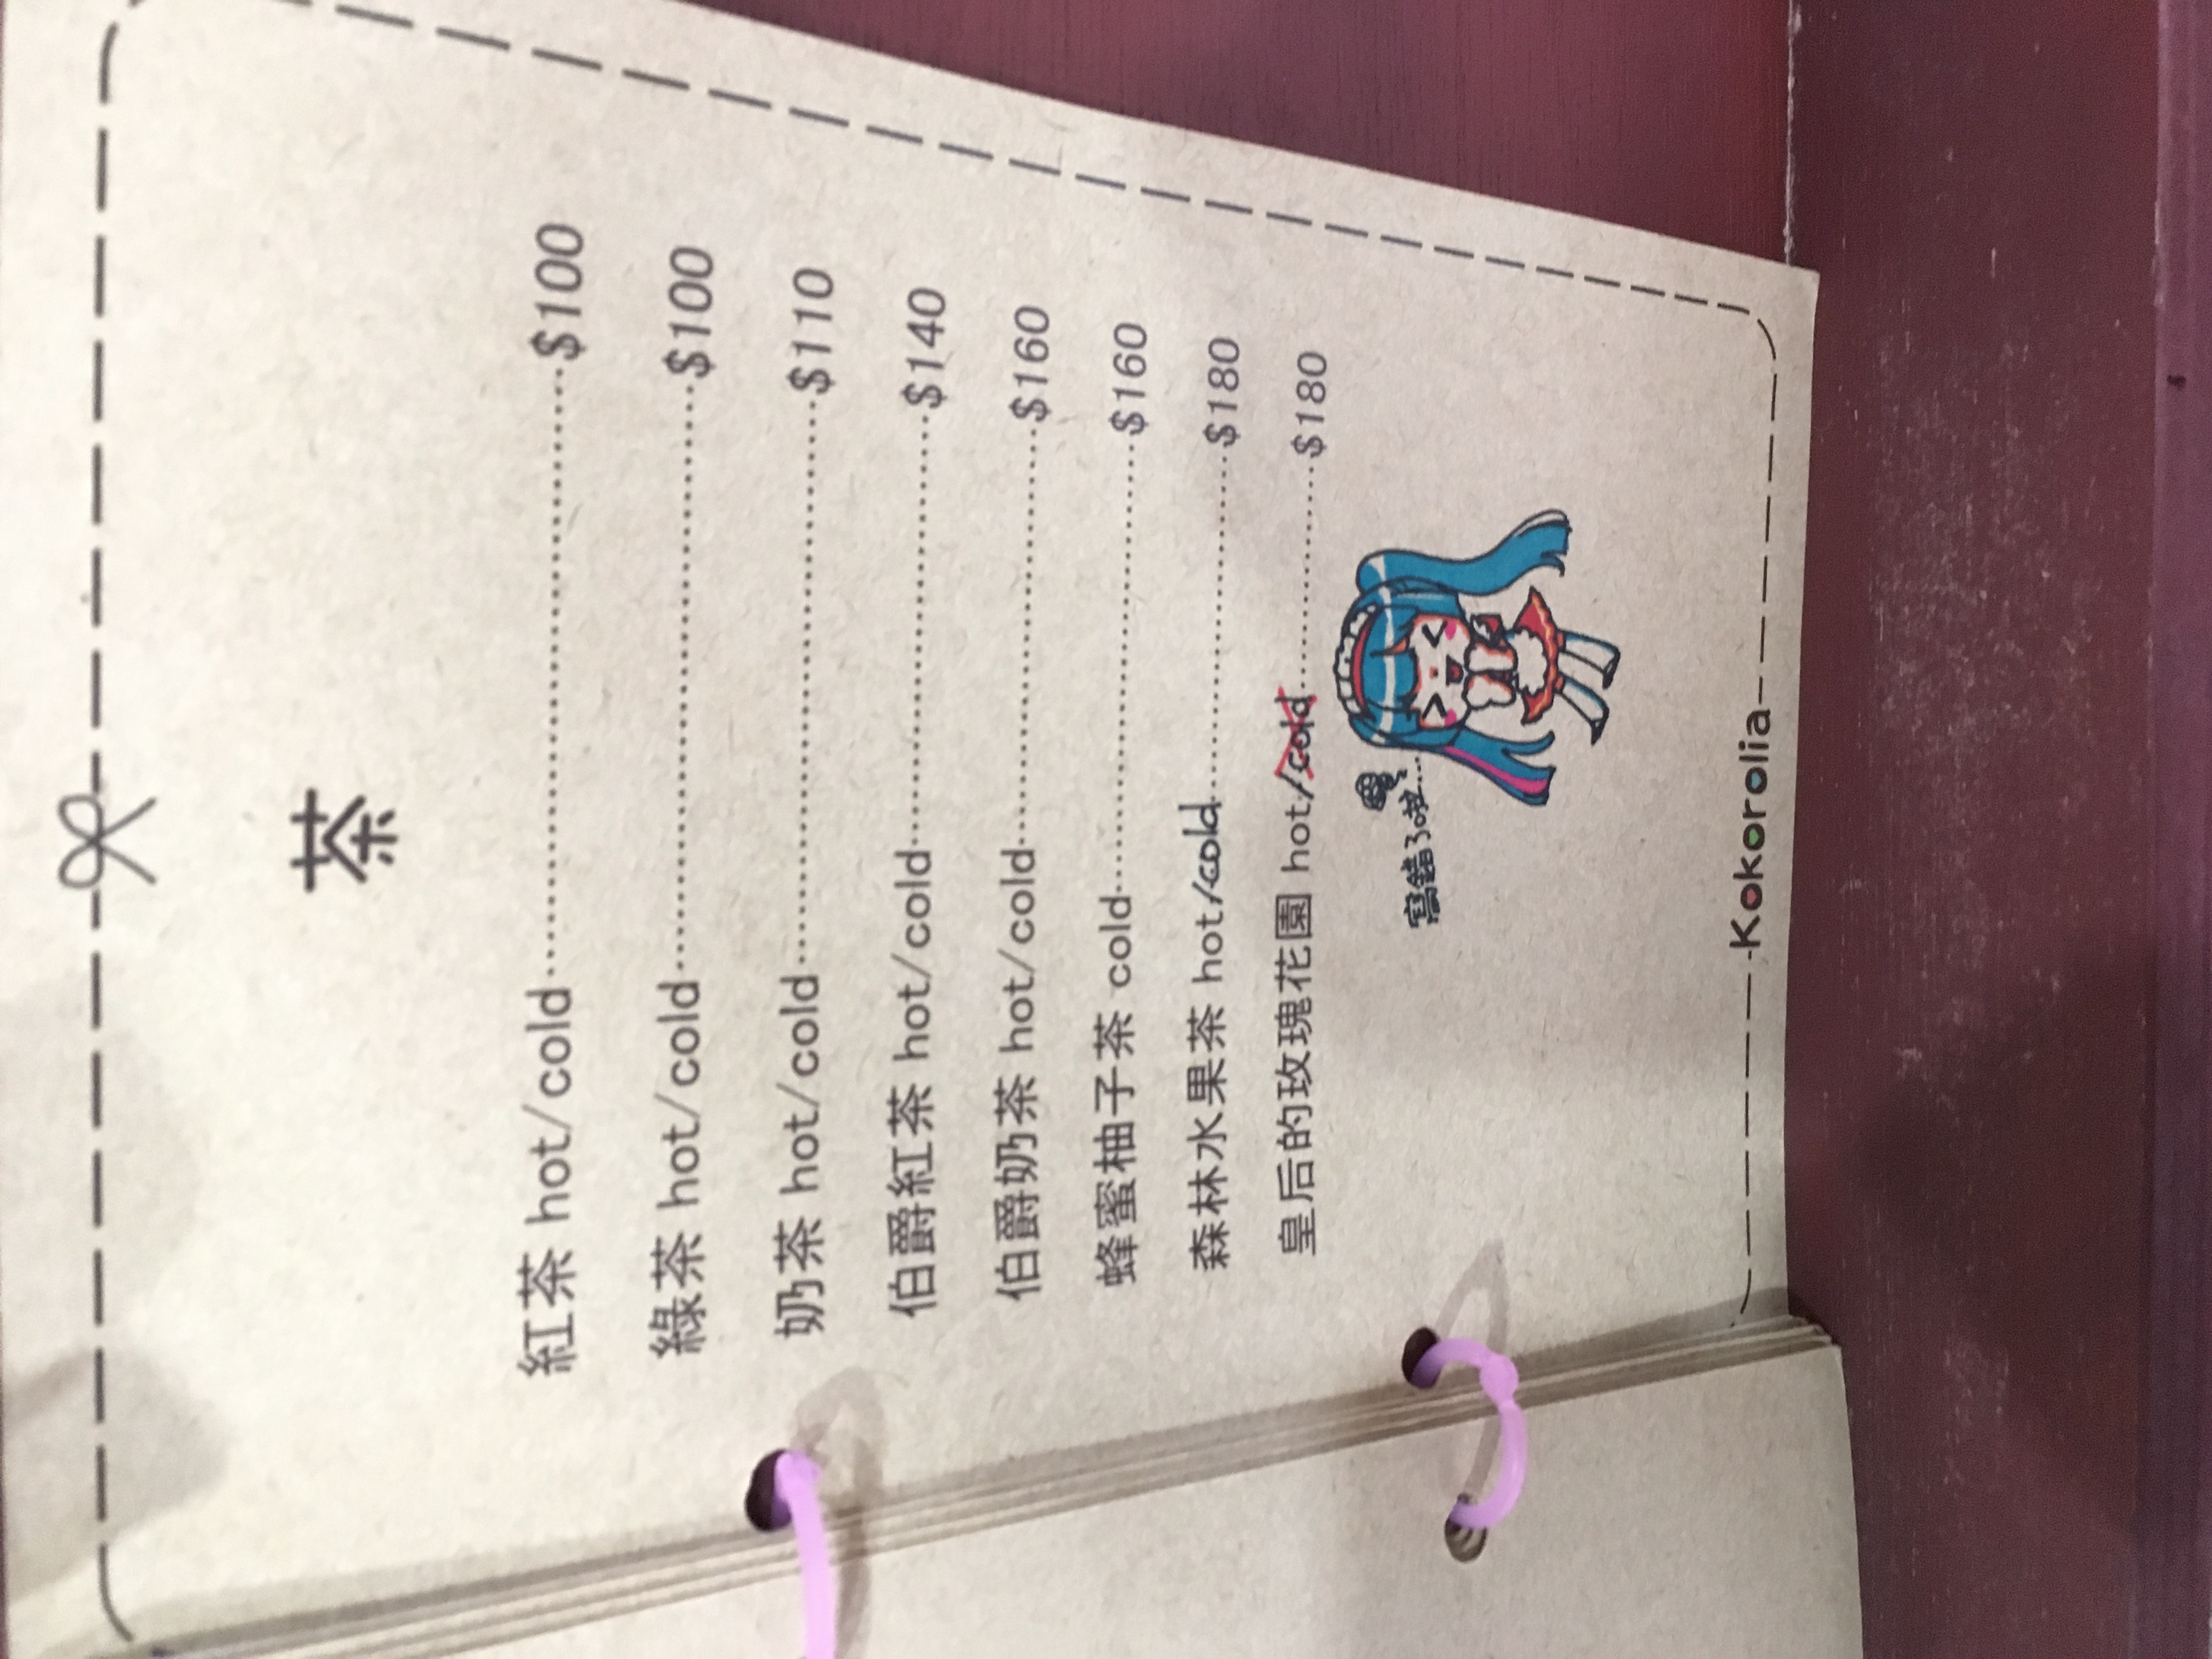 茶
紅茶 hot/cold $100
綠茶 hot/cold $100
奶茶 hot/cold $110
伯爵紅茶 hot/cold $140
伯爵奶茶 hot/cold $160
蜂蜜柚子茶 cold $160
森林水果茶 hot/cold $180
皇后的玫瑰花園 hot/cold $180
寫錯了啦...
Kokorolia